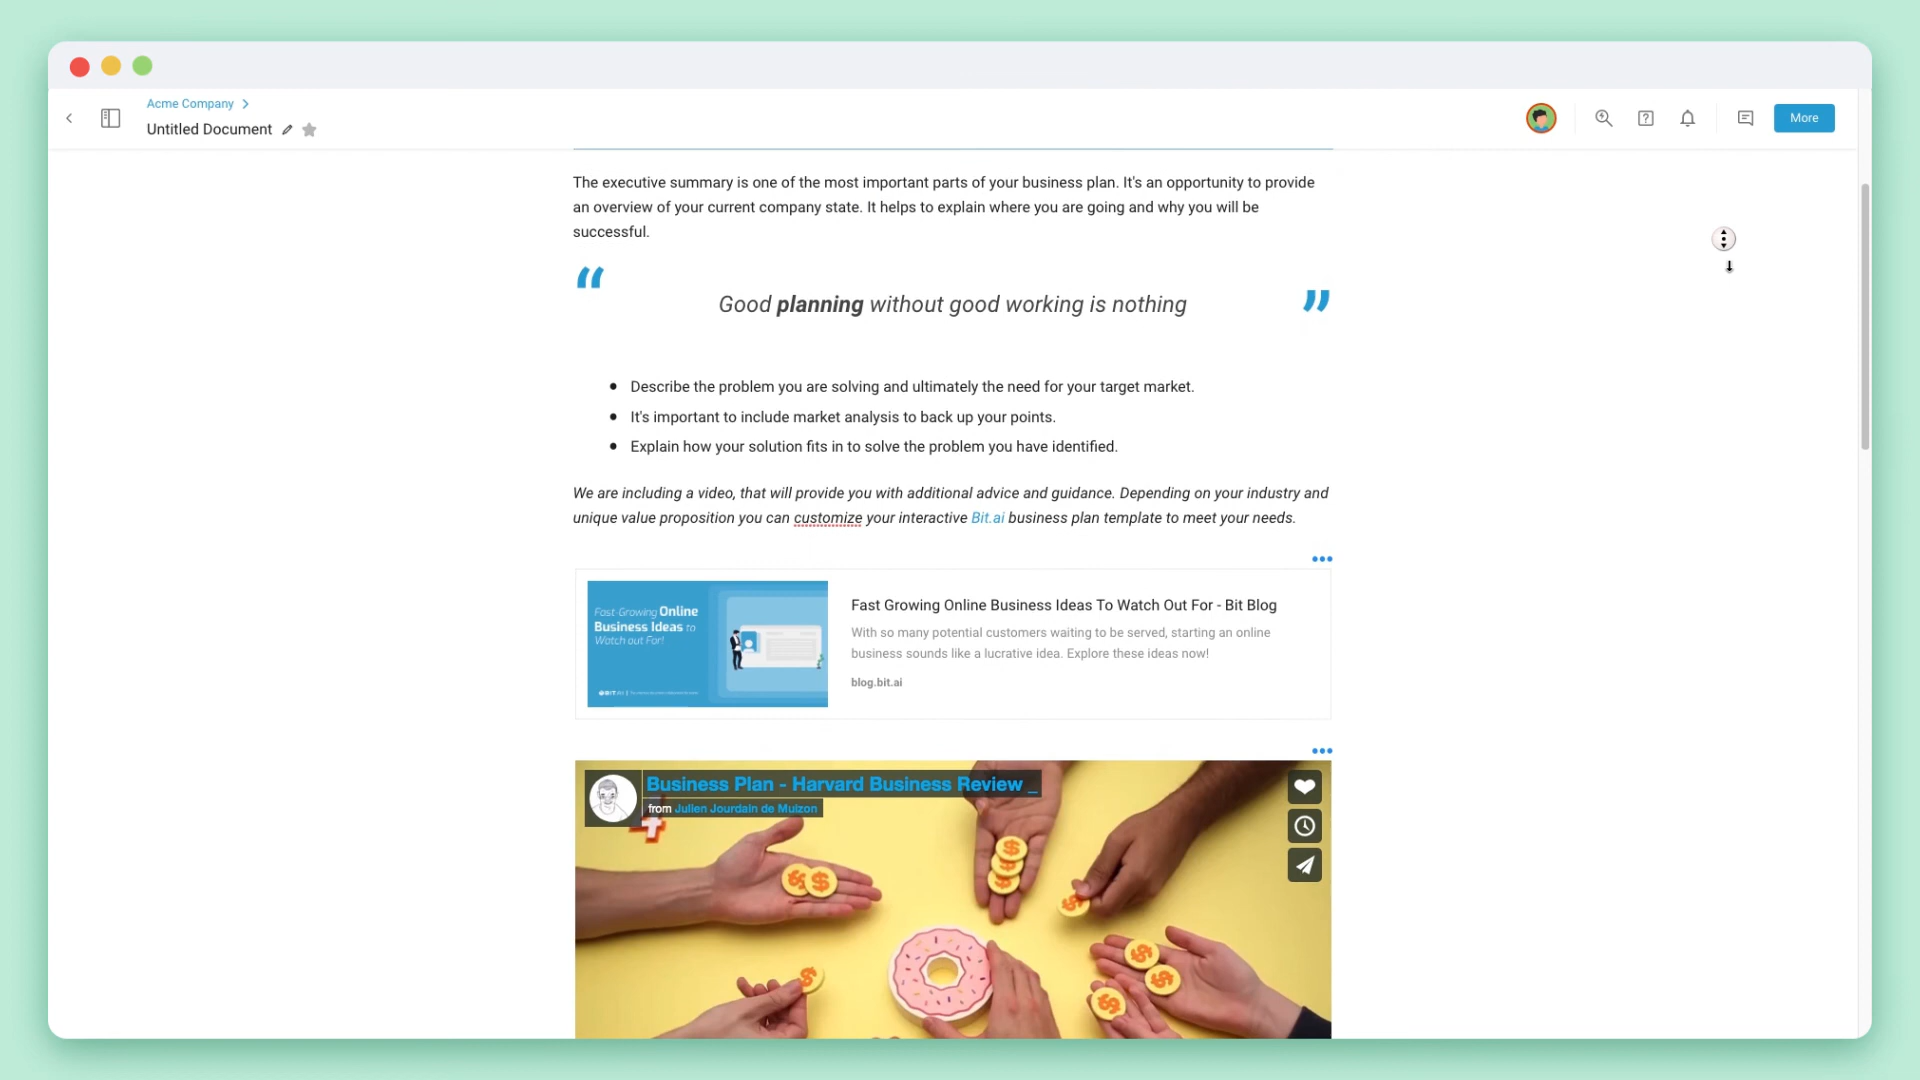 Acme Company
Untitled Document
More
The executive summary is one of the most important parts of your business plan. It's an opportunity to provide
an overview of your current company state. It helps to explain where you are going and why you will be
successful.
“
Good planning without good working is nothing
”
Describe the problem you are solving and ultimately the need for your target market.
It's important to include market analysis to back up your points.
Explain how your solution fits in to solve the problem you have identified.
We are including a video, that will provide you with additional advice and guidance. Depending on your industry and
unique value proposition you can customize your interactive Bit.ai business plan template to meet your needs.
Fast-Growing Online
Business Ideas to
Watch out For!
BIT.AI
Fast Growing Online Business Ideas To Watch Out For - Bit Blog
With so many potential customers waiting to be served, starting an online
business sounds like a lucrative idea. Explore these ideas now!
blog.bit.ai
Business Plan - Harvard Business Review _
from Julien Jourdain de Muizon